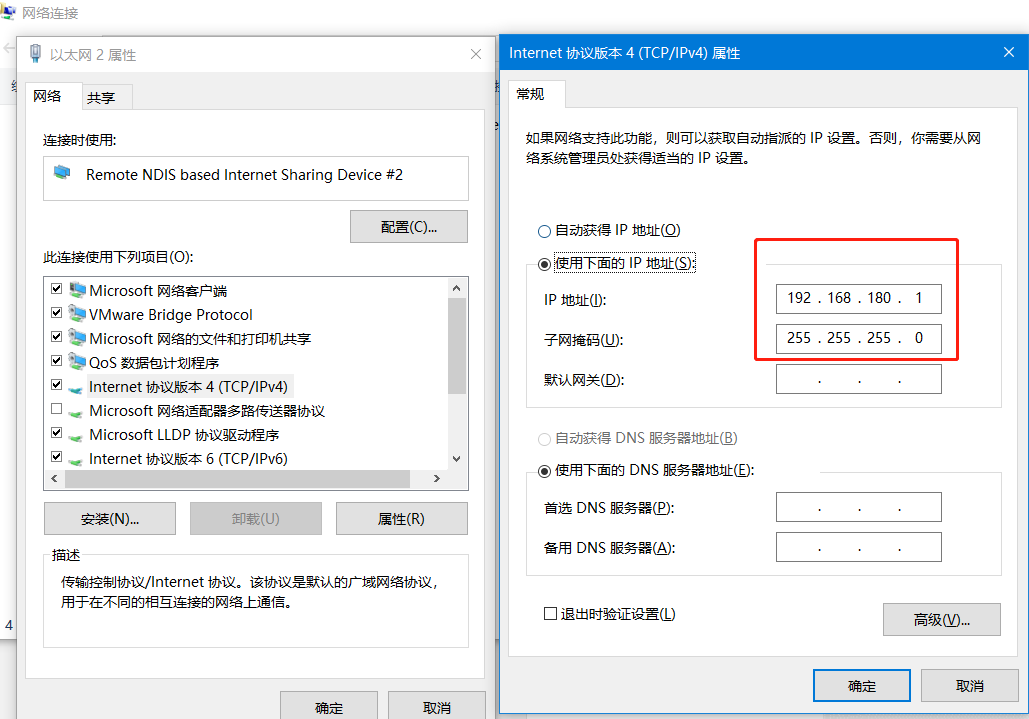 网络连接
以太网 2 属性
网络
共享
连接时使用:
Remote NDIS based Internet Sharing Device #2
配置(C)...
此连接使用下列项目(O):
Microsoft 网络客户端
VMware Bridge Protocol
Microsoft 网络的文件和打印机共享
QoS 数据包计划程序
Internet 协议版本 4 (TCP/IPv4)
Microsoft 网络适配器多路传送器协议
Microsoft LLDP 协议驱动程序
Internet 协议版本 6 (TCP/IPv6)
安装(N)...
卸载(U)
属性(R)
描述
传输控制协议/Internet 协议。该协议是默认的广域网络协议，
用于在不同的相互连接的网络上通信。
4
确定
取消
Internet 协议版本 4 (TCP/IPv4) 属性
常规
如果网络支持此功能，则可以获取自动指派的 IP 设置。否则，你需要从网
络系统管理员处获得适当的 IP 设置。
自动获得 IP 地址(O)
使用下面的 IP 地址(S):
IP 地址(I):
192 . 168 . 180 . 1
子网掩码(U):
255 . 255 . 255 . 0
默认网关(D):
. . .
自动获得 DNS 服务器地址(B)
使用下面的 DNS 服务器地址(E):
首选 DNS 服务器(P):
. . .
备用 DNS 服务器(A):
. . .
退出时验证设置(L)
高级(V)...
确定
取消